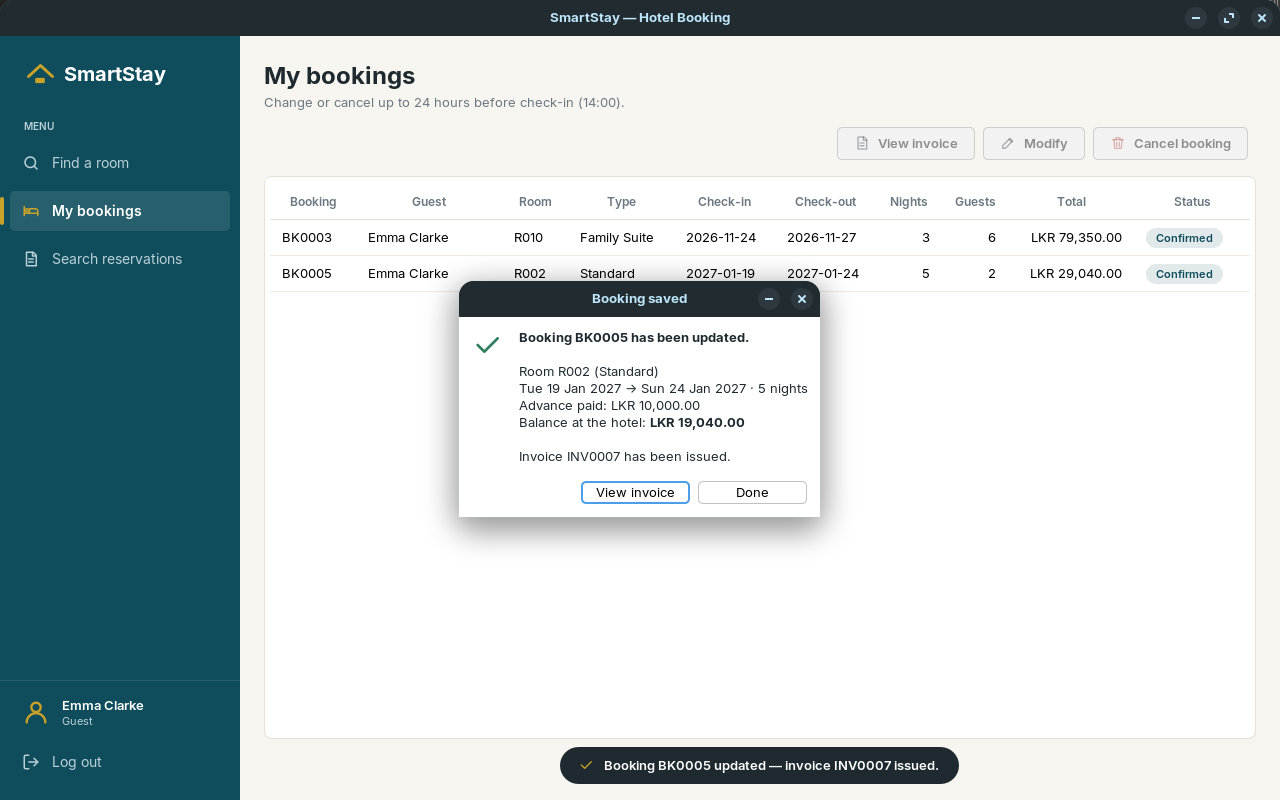 SmartStay — Hotel Booking
SmartStay
MENU
Find a room
My bookings
Search reservations
Emma Clarke
Guest
Log out
My bookings
Change or cancel up to 24 hours before check-in (14:00).
View invoice Modify Cancel booking
Booking Guest Room Type Check-in Check-out Nights Guests Total Status
BK0003 Emma Clarke R010 Family Suite 2026-11-24 2026-11-27 3 6 LKR 79,350.00 Confirmed
BK0005 Emma Clarke R002 Standard 2027-01-19 2027-01-24 5 2 LKR 29,040.00 Confirmed
Booking saved
Booking BK0005 has been updated.
Room R002 (Standard)
Tue 19 Jan 2027 → Sun 24 Jan 2027 · 5 nights
Advance paid: LKR 10,000.00
Balance at the hotel: LKR 19,040.00
Invoice INV0007 has been issued.
View invoice Done
Booking BK0005 updated — invoice INV0007 issued.